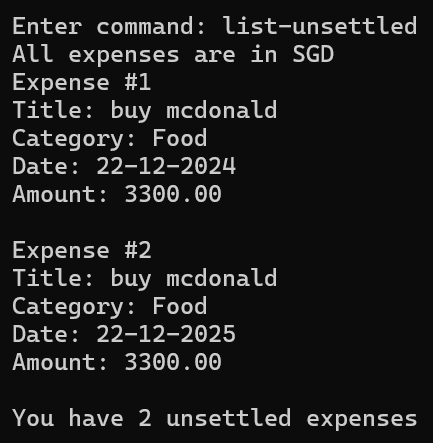 Enter command: list-unsettled
All expenses are in SGD
Expense #1
Title: buy mcdonald
Category: Food
Date: 22-12-2024
Amount: 3300.00
Expense #2
Title: buy mcdonald
Category: Food
Date: 22-12-2025
Amount: 3300.00
You have 2 unsettled expenses